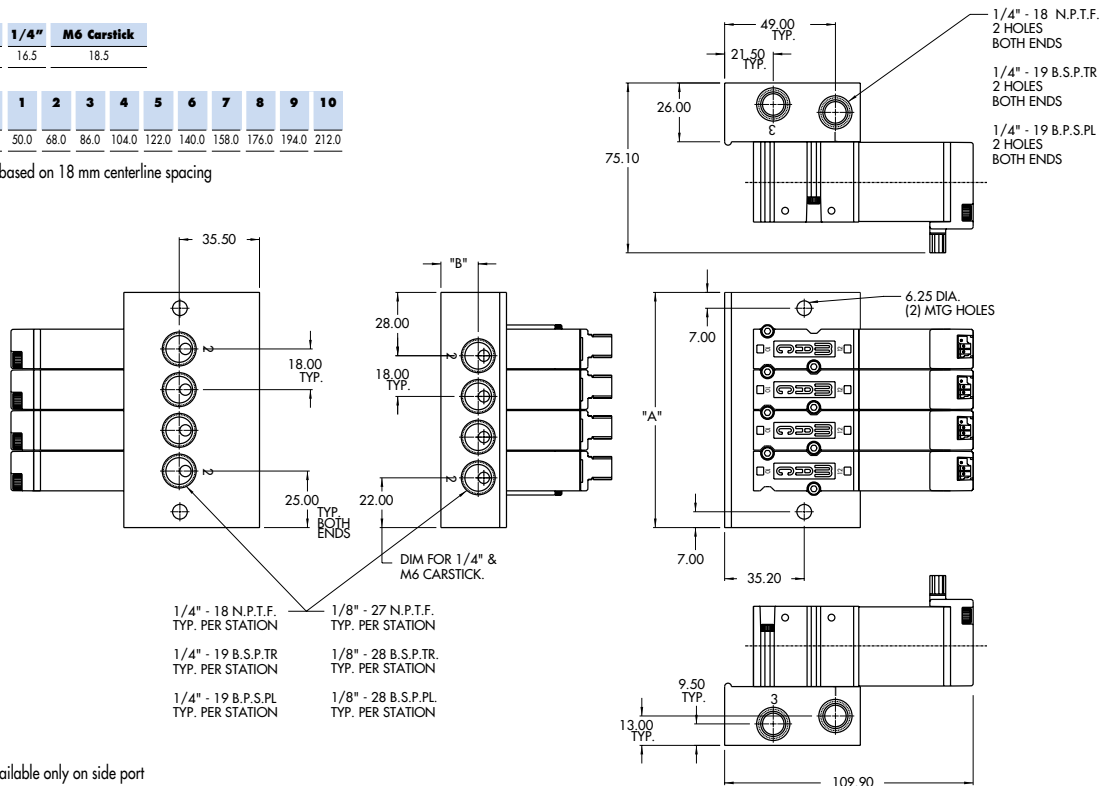 1/4" M6 Carstick
16.5 18.5
1 2 3 4 5 6 7 8 9 10
50.0 68.0 86.0 104.0 122.0 140.0 158.0 176.0 194.0 212.0
based on 18 mm centerline spacing
49.00
TYP.
21.50
TYP.
26.00
75.10
3
1/4" - 18 N.P.T.F.
2 HOLES
BOTH ENDS
1/4" - 19 B.S.P.TR
2 HOLES
BOTH ENDS
1/4" - 19 B.P.S.PL
2 HOLES
BOTH ENDS
35.50
2
18.00
TYP.
2
25.00
TYP.
BOTH
ENDS
"B"
28.00
2
18.00
TYP.
2
22.00
DIM FOR 1/4" &
M6 CARSTICK.
7.00
6.25 DIA.
(2) MTG HOLES
"A"
7.00
35.20
1/4" - 18 N.P.T.F.
TYP. PER STATION
1/4" - 19 B.S.P.TR
TYP. PER STATION
1/4" - 19 B.P.S.PL
TYP. PER STATION
1/8" - 27 N.P.T.F.
TYP. PER STATION
1/8" - 28 B.S.P.TR.
TYP. PER STATION
1/8" - 28 B.S.P.PL.
TYP. PER STATION
9.50
TYP.
3
13.00
TYP.
109.90
ailable only on side port